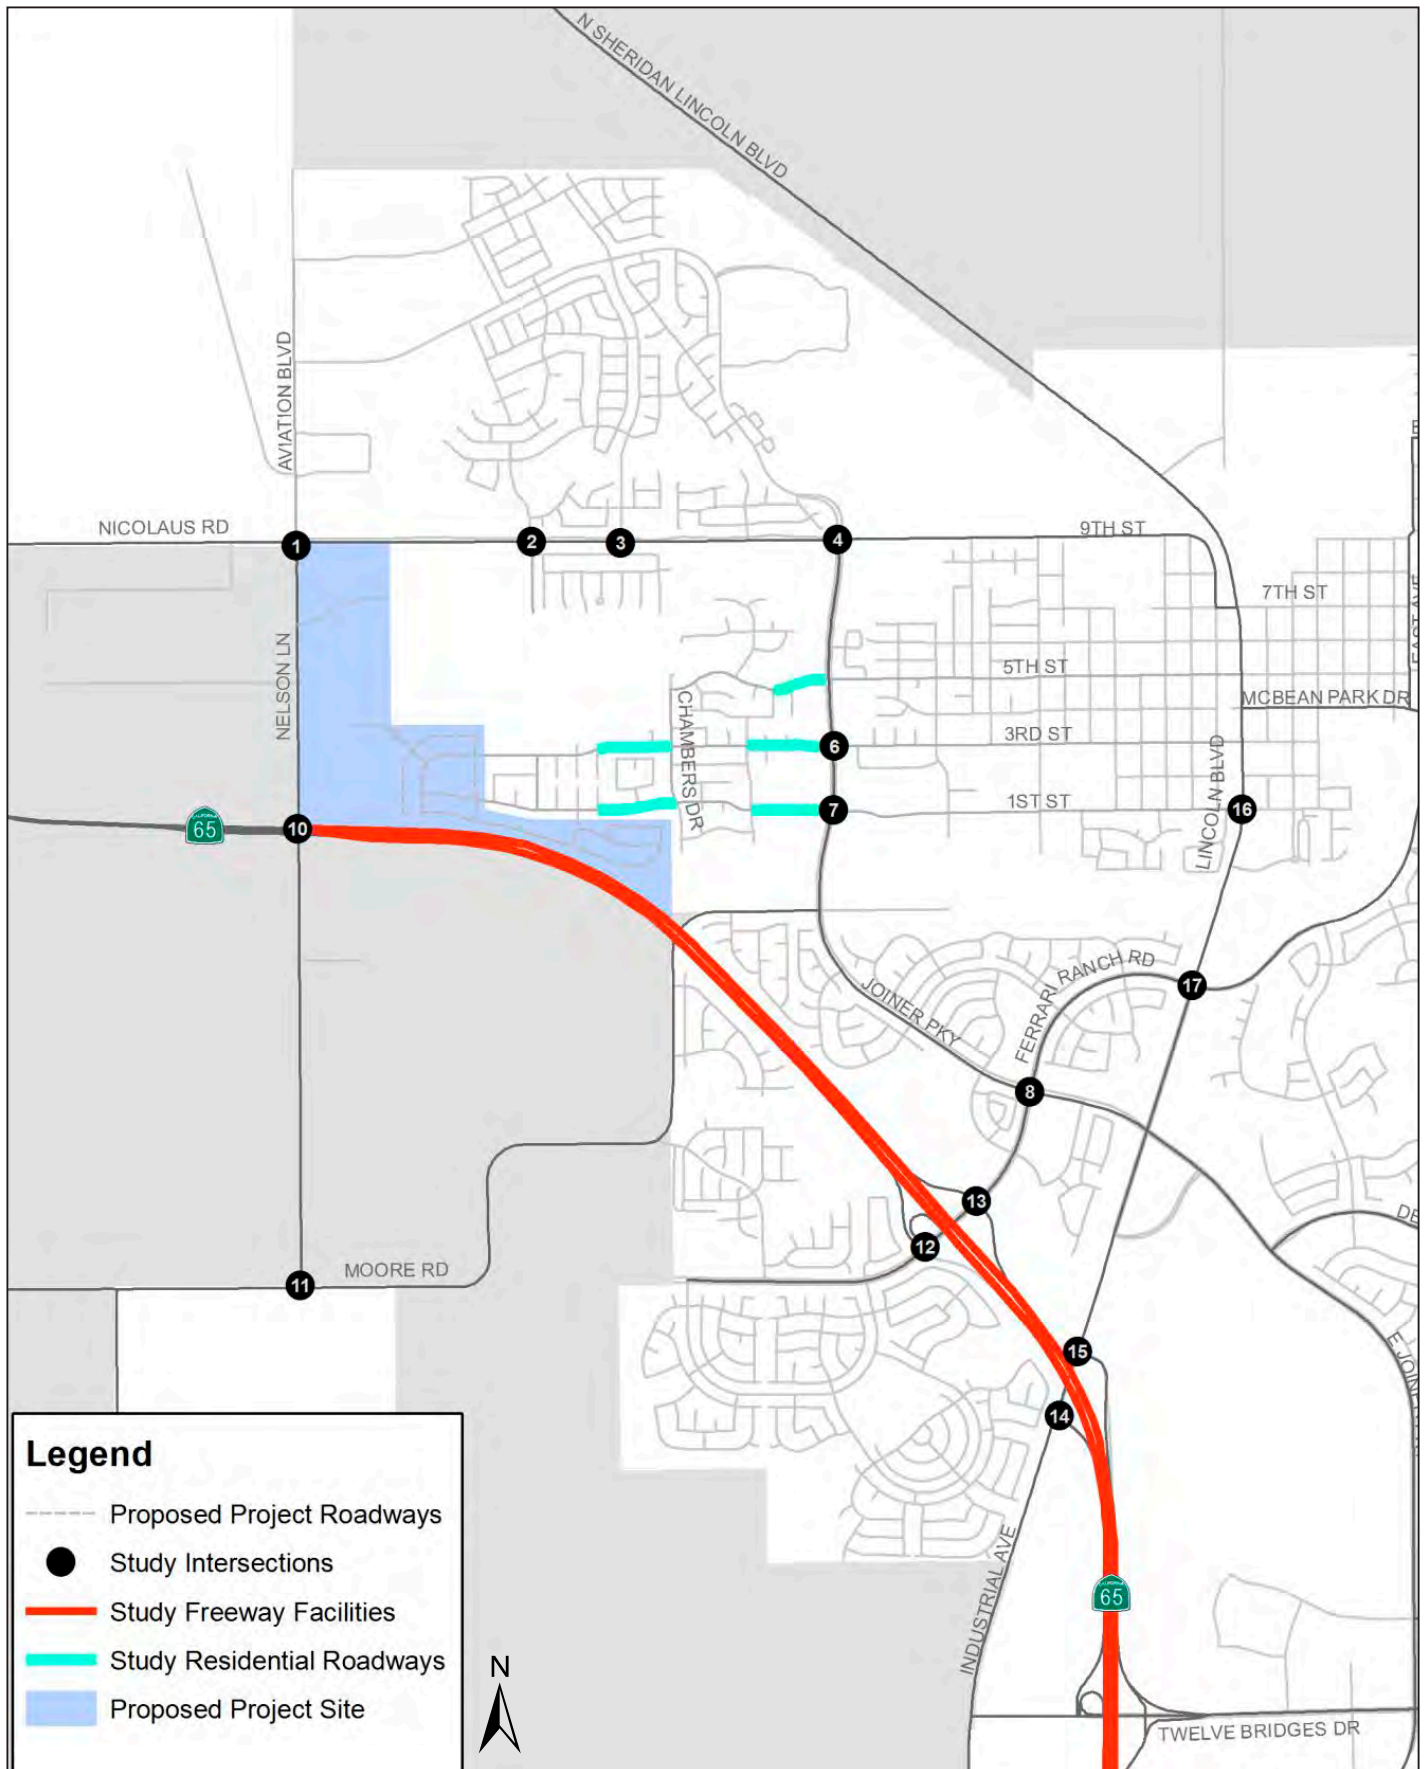 N SHERIDAN LINCOLN BLVD
AVIATION BLVD
NICOLAUS RD
9TH ST
1
2
3
4
7TH ST
NELSON LN
5TH ST
CHAMBERS DR
MCBEAN PARK DR
3RD ST
6
LINCOLN BLVD
1ST ST
7
16
CALIFORNIA
65
10
FERRARI RANCH RD
17
JOINER PKY
8
13
12
MOORE RD
11
15
14
Legend
Proposed Project Roadways
Study Intersections
Study Freeway Facilities
Study Residential Roadways
Proposed Project Site
N
INDUSTRIAL AVE
CALIFORNIA
65
TWELVE BRIDGES DR